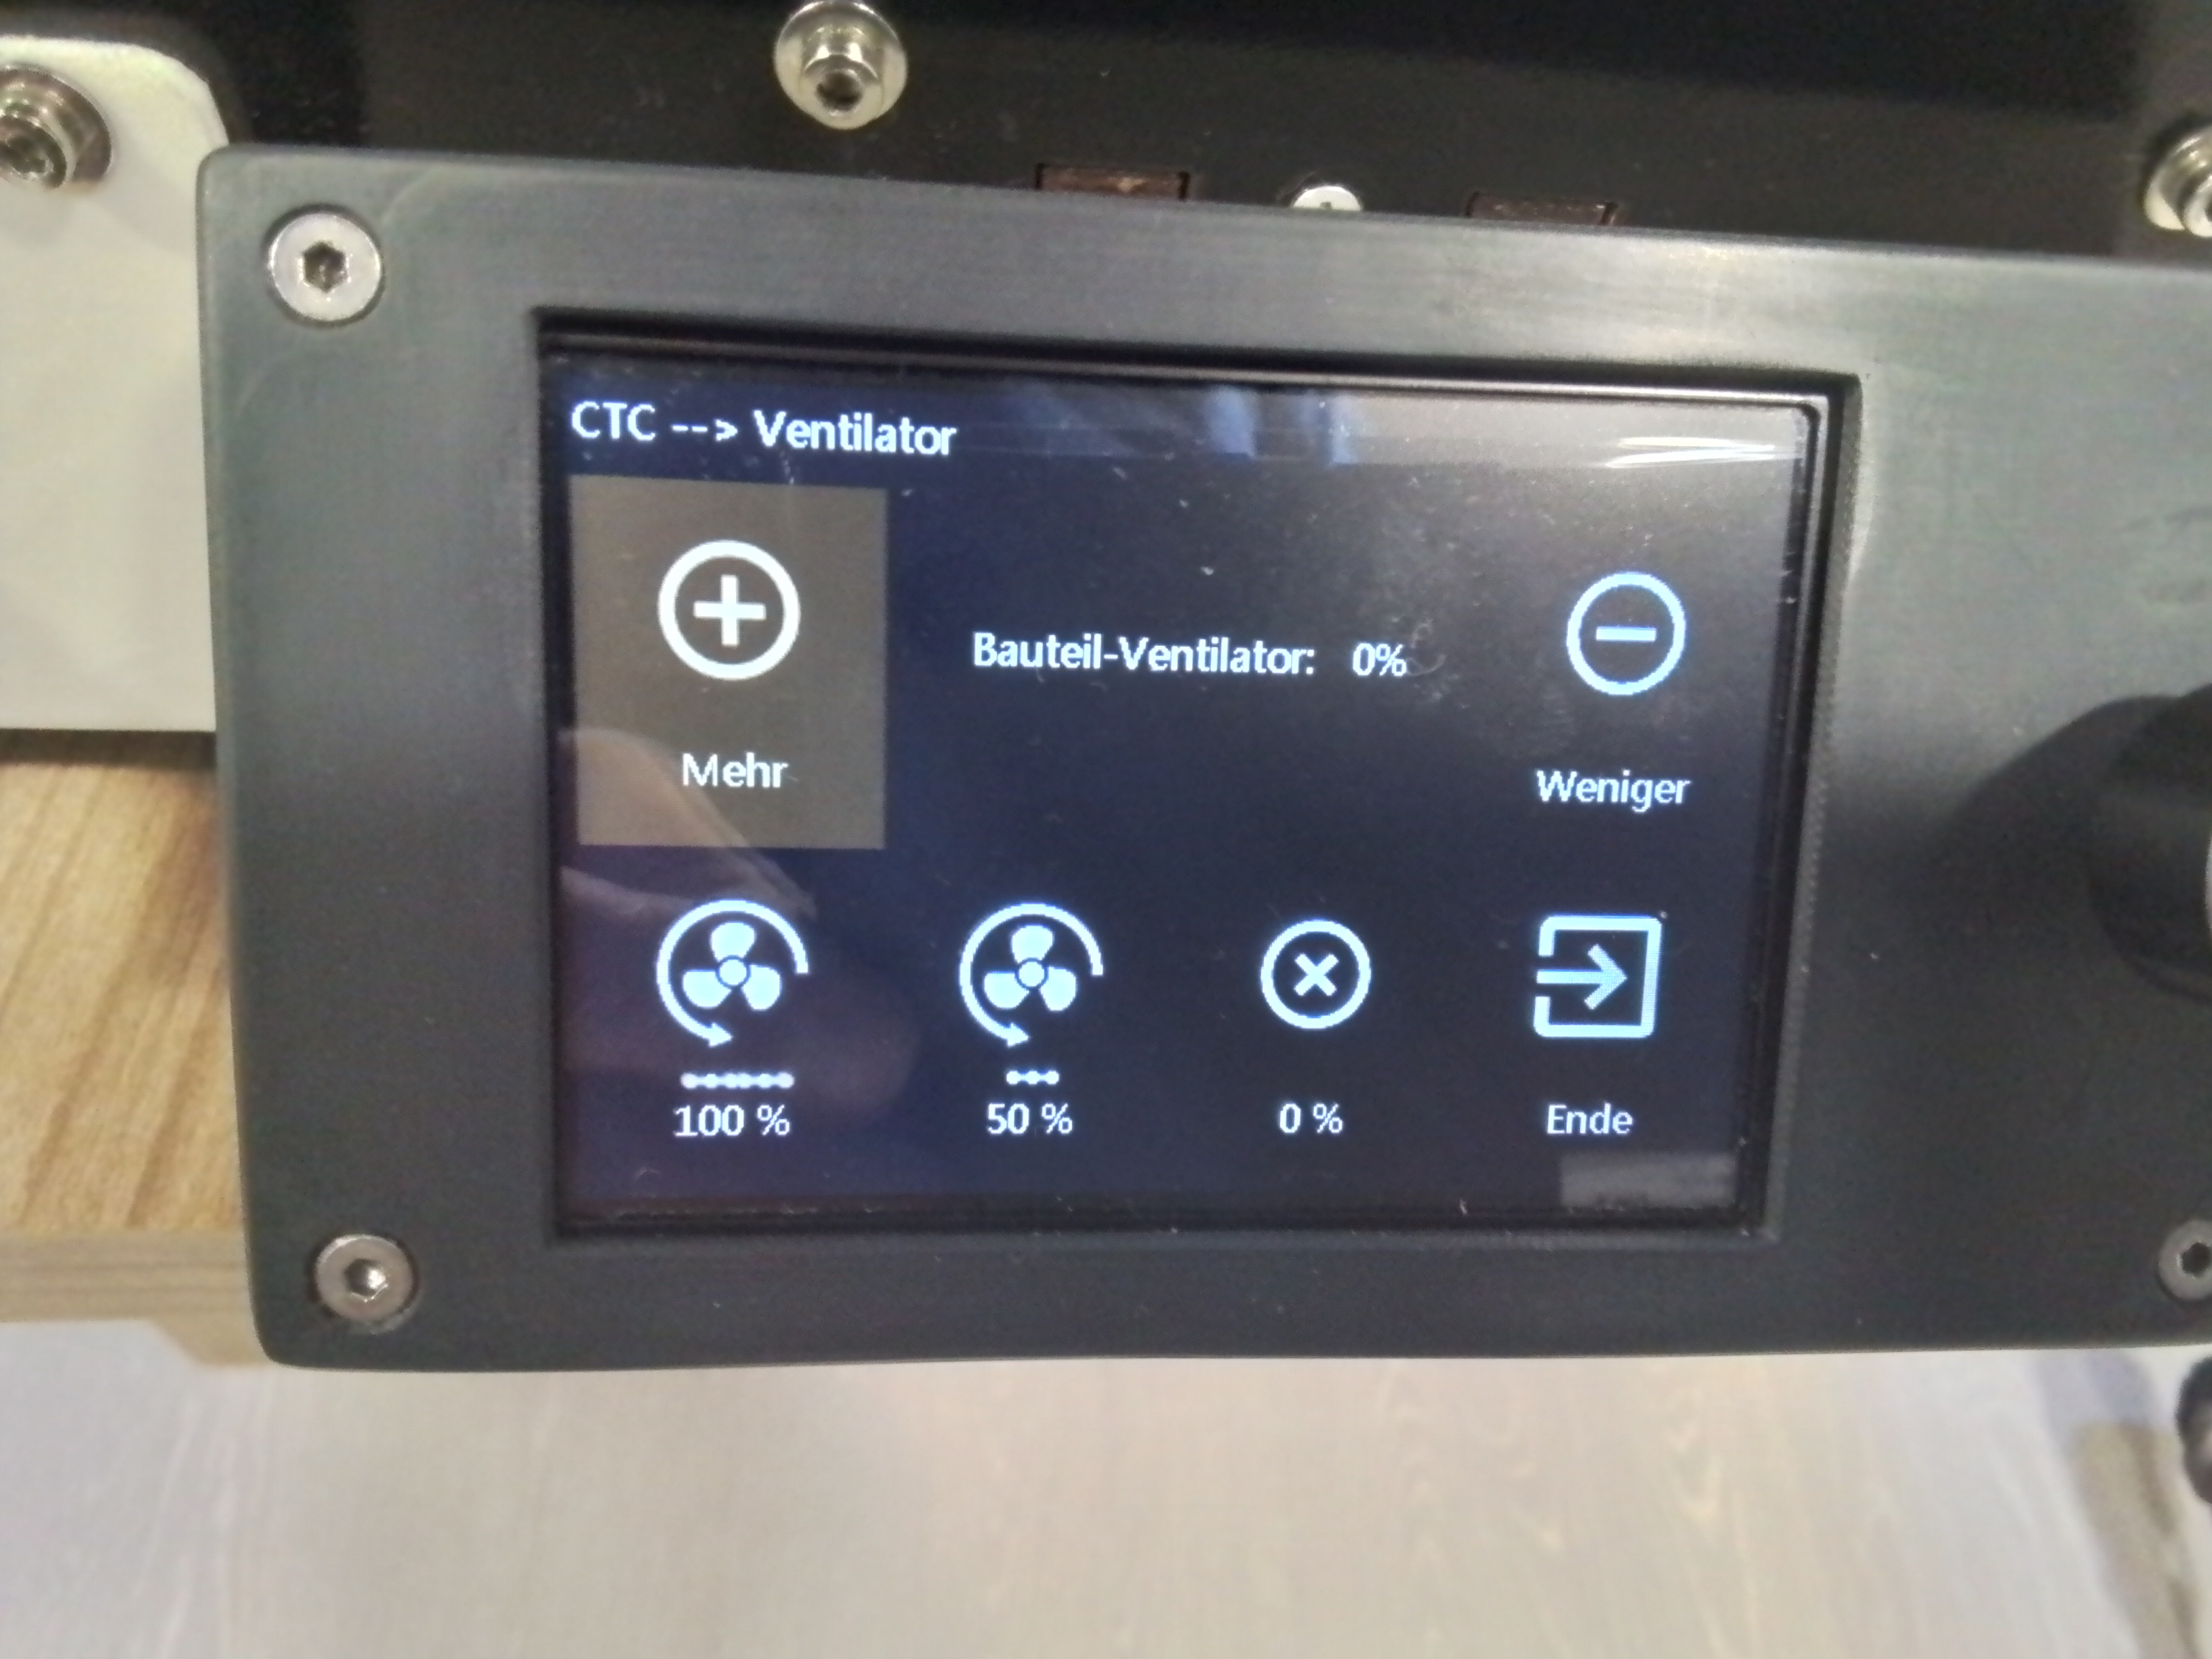 CTC --> Ventilator
Mehr
Bauteil-Ventilator: 0%
Weniger
100 %
50 %
0 %
Ende